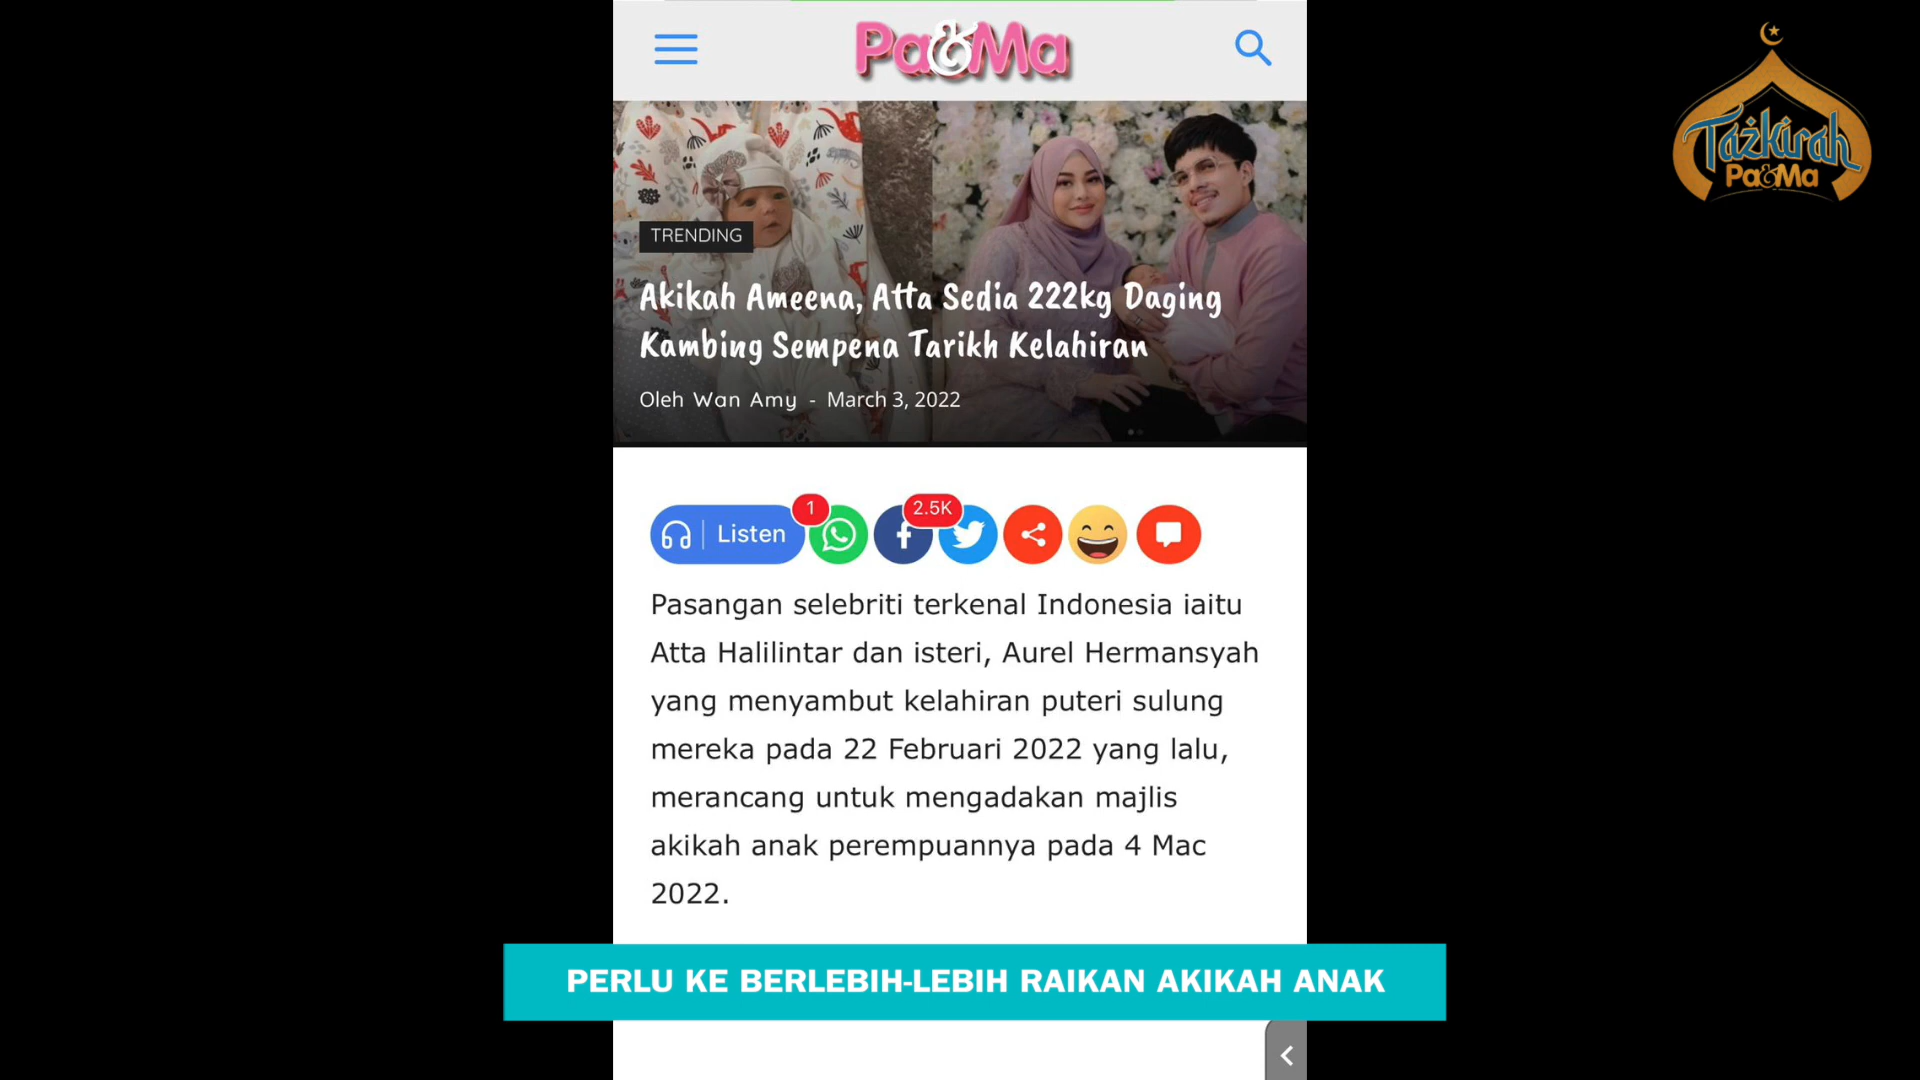 Pa&Ma
Tażkirah
Pa&Ma
TRENDING
Akikah Ameena, Atta Sedia 222kg Daging
Kambing Sempena Tarikh Kelahiran
Oleh Wan Amy - March 3, 2022
1
2.5K
Listen
Pasangan selebriti terkenal Indonesia iaitu
Atta Halilintar dan isteri, Aurel Hermansyah
yang menyambut kelahiran puteri sulung
mereka pada 22 Februari 2022 yang lalu,
merancang untuk mengadakan majlis
akikah anak perempuannya pada 4 Mac
2022.
PERLU KE BERLEBIH-LEBIH RAIKAN AKIKAH ANAK